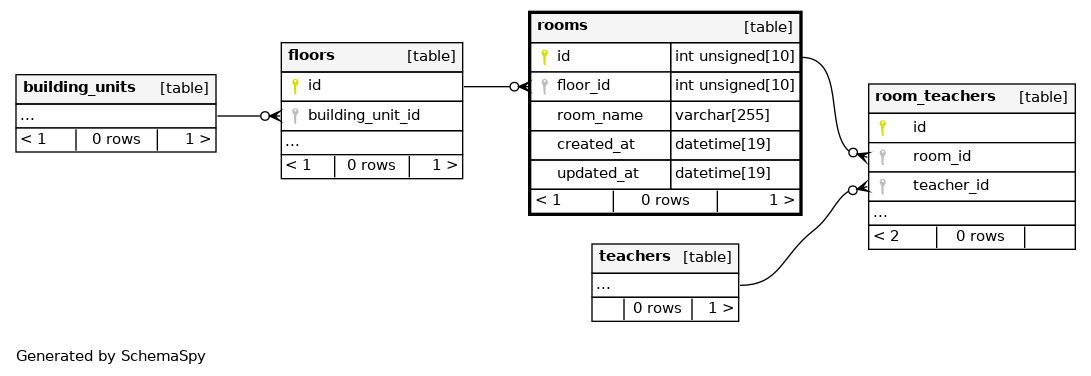 building_units [table]
...
< 1 0 rows 1 >
floors [table]
id
building_unit_id
...
< 1 0 rows 1 >
rooms [table]
id int unsigned[10]
floor_id int unsigned[10]
room_name varchar[255]
created_at datetime[19]
updated_at datetime[19]
< 1 0 rows 1 >
room_teachers [table]
id
room_id
teacher_id
...
< 2 0 rows
teachers [table]
...
0 rows 1 >
Generated by SchemaSpy